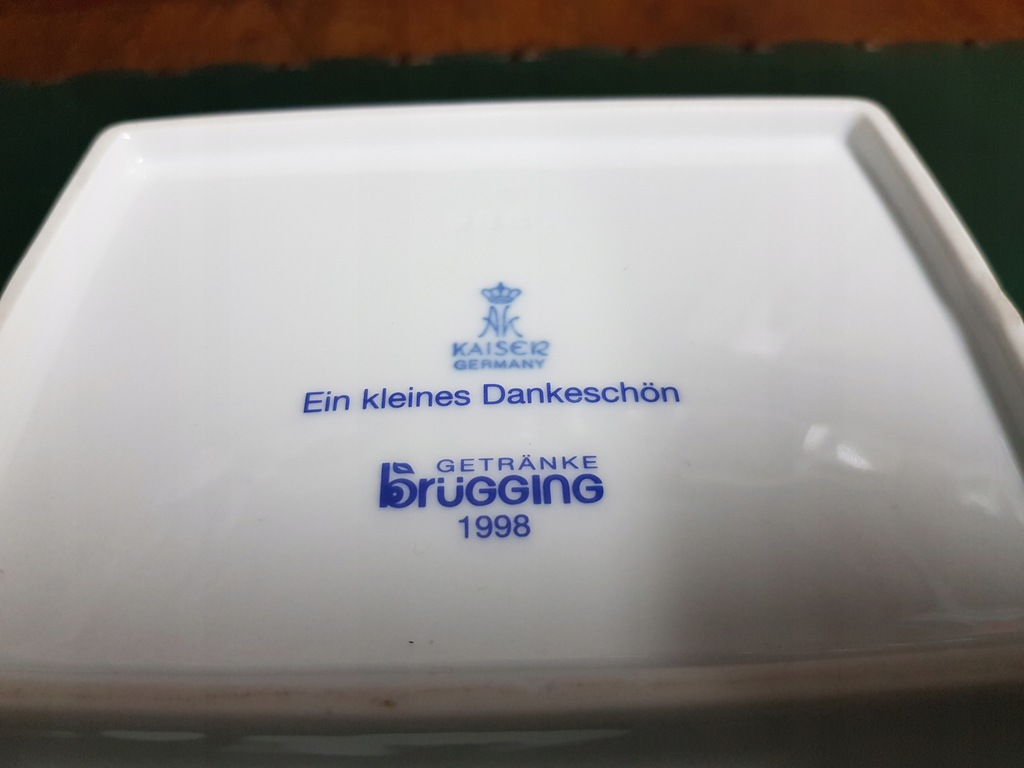 AK
KAISER
GERMANY
Ein kleines Dankeschön
GETRÄNKE
brüGGING
1998